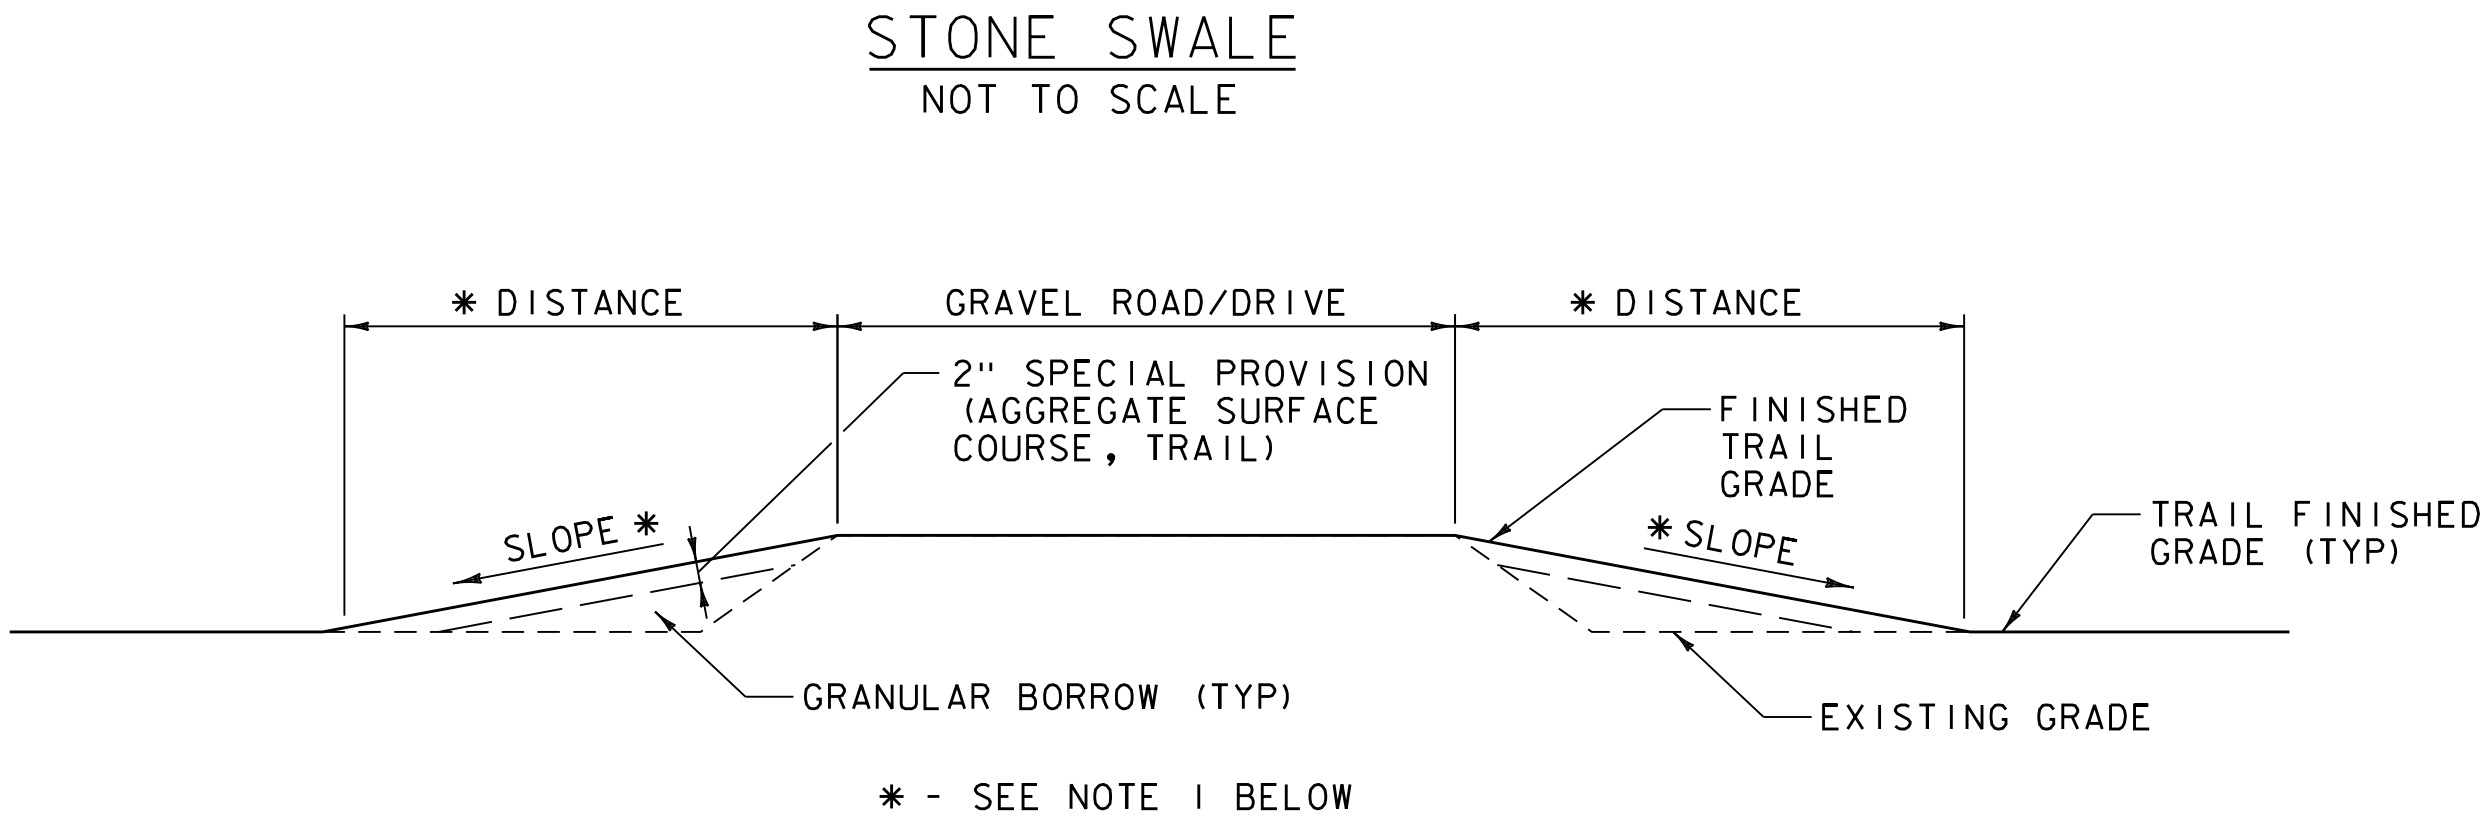 STONE SWALE
NOT TO SCALE
* DISTANCE
GRAVEL ROAD/DRIVE
* DISTANCE
2" SPECIAL PROVISION
(AGGREGATE SURFACE
COURSE, TRAIL)
FINISHED
TRAIL
GRADE
SLOPE *
* SLOPE
TRAIL FINISHED
GRADE (TYP)
GRANULAR BORROW (TYP)
EXISTING GRADE
* - SEE NOTE 1 BELOW